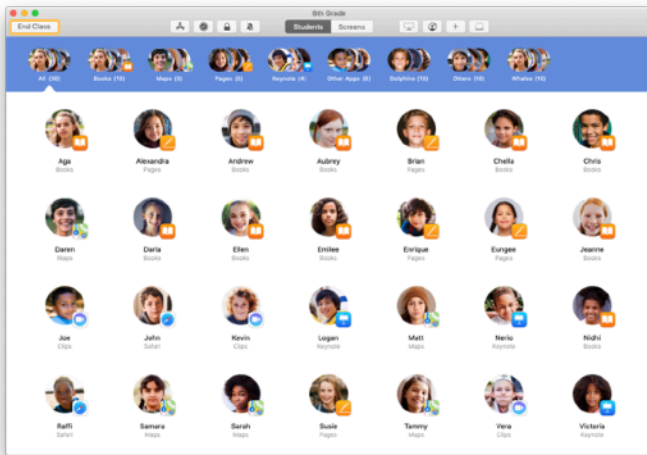 6th Grade
End Class
Students Screens
All (30) Books (10) Maps (5) Pages (5) Keynote (4) Other Apps (6) Dolphins (10) Otters (10) Whales (10)
Aga Alexandra Andrew Aubrey Brian Chella Chris
Books Pages Books Books Pages Books Books
Daren Daria Ellen Emilee Enrique Eungee Jeanne
Maps Books Books Books Pages Pages Books
Joe John Kevin Logan Matt Nerio Nidhi
Clips Safari Clips Keynote Maps Keynote Books
Raffi Samara Sarah Susie Tammy Vera Victoria
Safari Maps Maps Pages Maps Clips Keynote